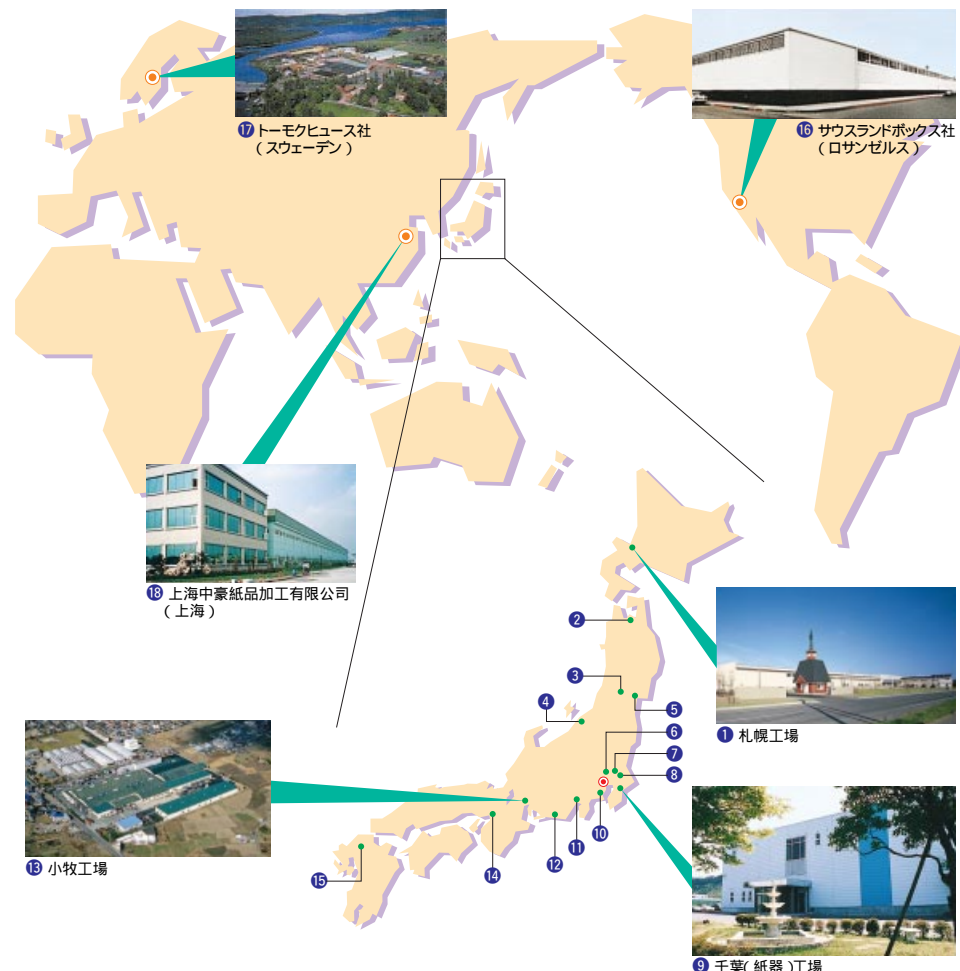 ⑰ トーモクヒュース社
(スウェーデン)
⑯ サウスランドボックス社
(ロサンゼルス)
⑱ 上海中豪紙品加工有限公司
(上海)
②
③
④
⑤
① 札幌工場
⑥
⑦
⑧
⑩
⑪
⑫
⑬ 小牧工場
⑭
⑮
⑨ 千葉(紙器)工場